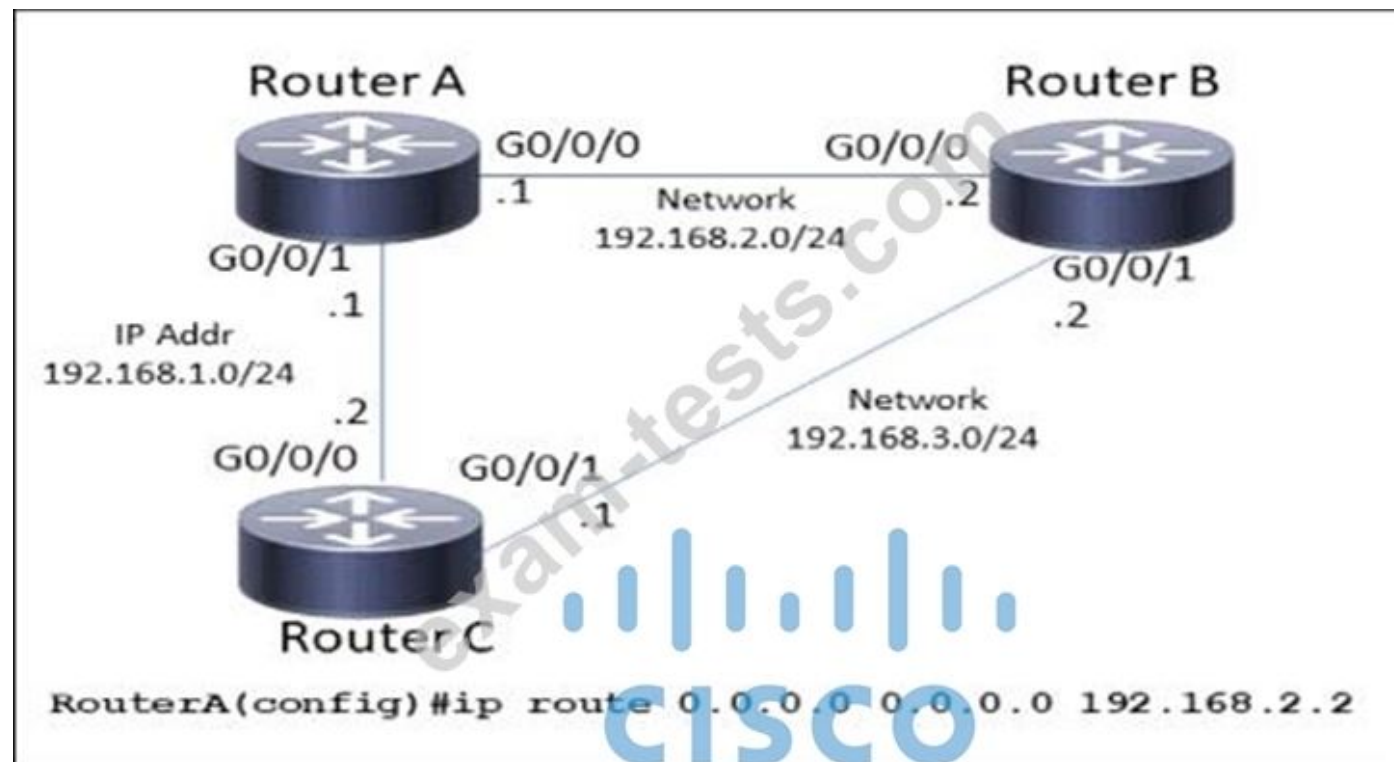 Router A
Router B
G0/0/0
G0/0/0
.1
Network
.2
192.168.2.0/24
G0/0/1
G0/0/1
.1
.2
IP Addr
192.168.1.0/24
.2
Network
192.168.3.0/24
G0/0/0
G0/0/1
.1
Router C
exam-tests.com
RouterA(config)#ip route 0.0.0.0 0.0.0.0 192.168.2.2
CISCO